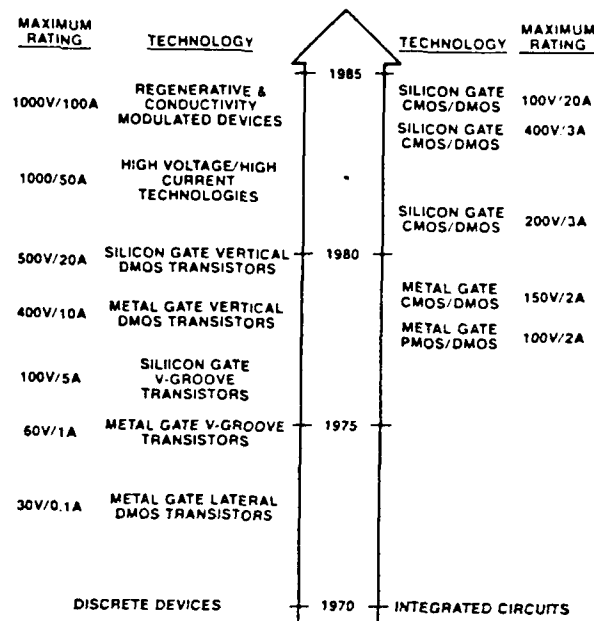 MAXIMUM
RATING
TECHNOLOGY
1000V/100A
REGENERATIVE &
CONDUCTIVITY
MODULATED DEVICES
1000/50A
HIGH VOLTAGE/HIGH
CURRENT
TECHNOLOGIES
500V/20A
SILICON GATE VERTICAL
DMOS TRANSISTORS
400V/10A
METAL GATE VERTICAL
DMOS TRANSISTORS
100V/5A
SILIICON GATE
V-GROOVE
TRANSISTORS
60V/1A
METAL GATE V-GROOVE
TRANSISTORS
30V/0.1A
METAL GATE LATERAL
DMOS TRANSISTORS
DISCRETE DEVICES
1985
1980
1975
1970
TECHNOLOGY
MAXIMUM
RATING
SILICON GATE
CMOS/DMOS
100V/20A
SILICON GATE
CMOS/DMOS
400V/3A
SILICON GATE
CMOS/DMOS
200V/3A
METAL GATE
CMOS/DMOS
150V/2A
METAL GATE
PMOS/DMOS
100V/2A
INTEGRATED CIRCUITS